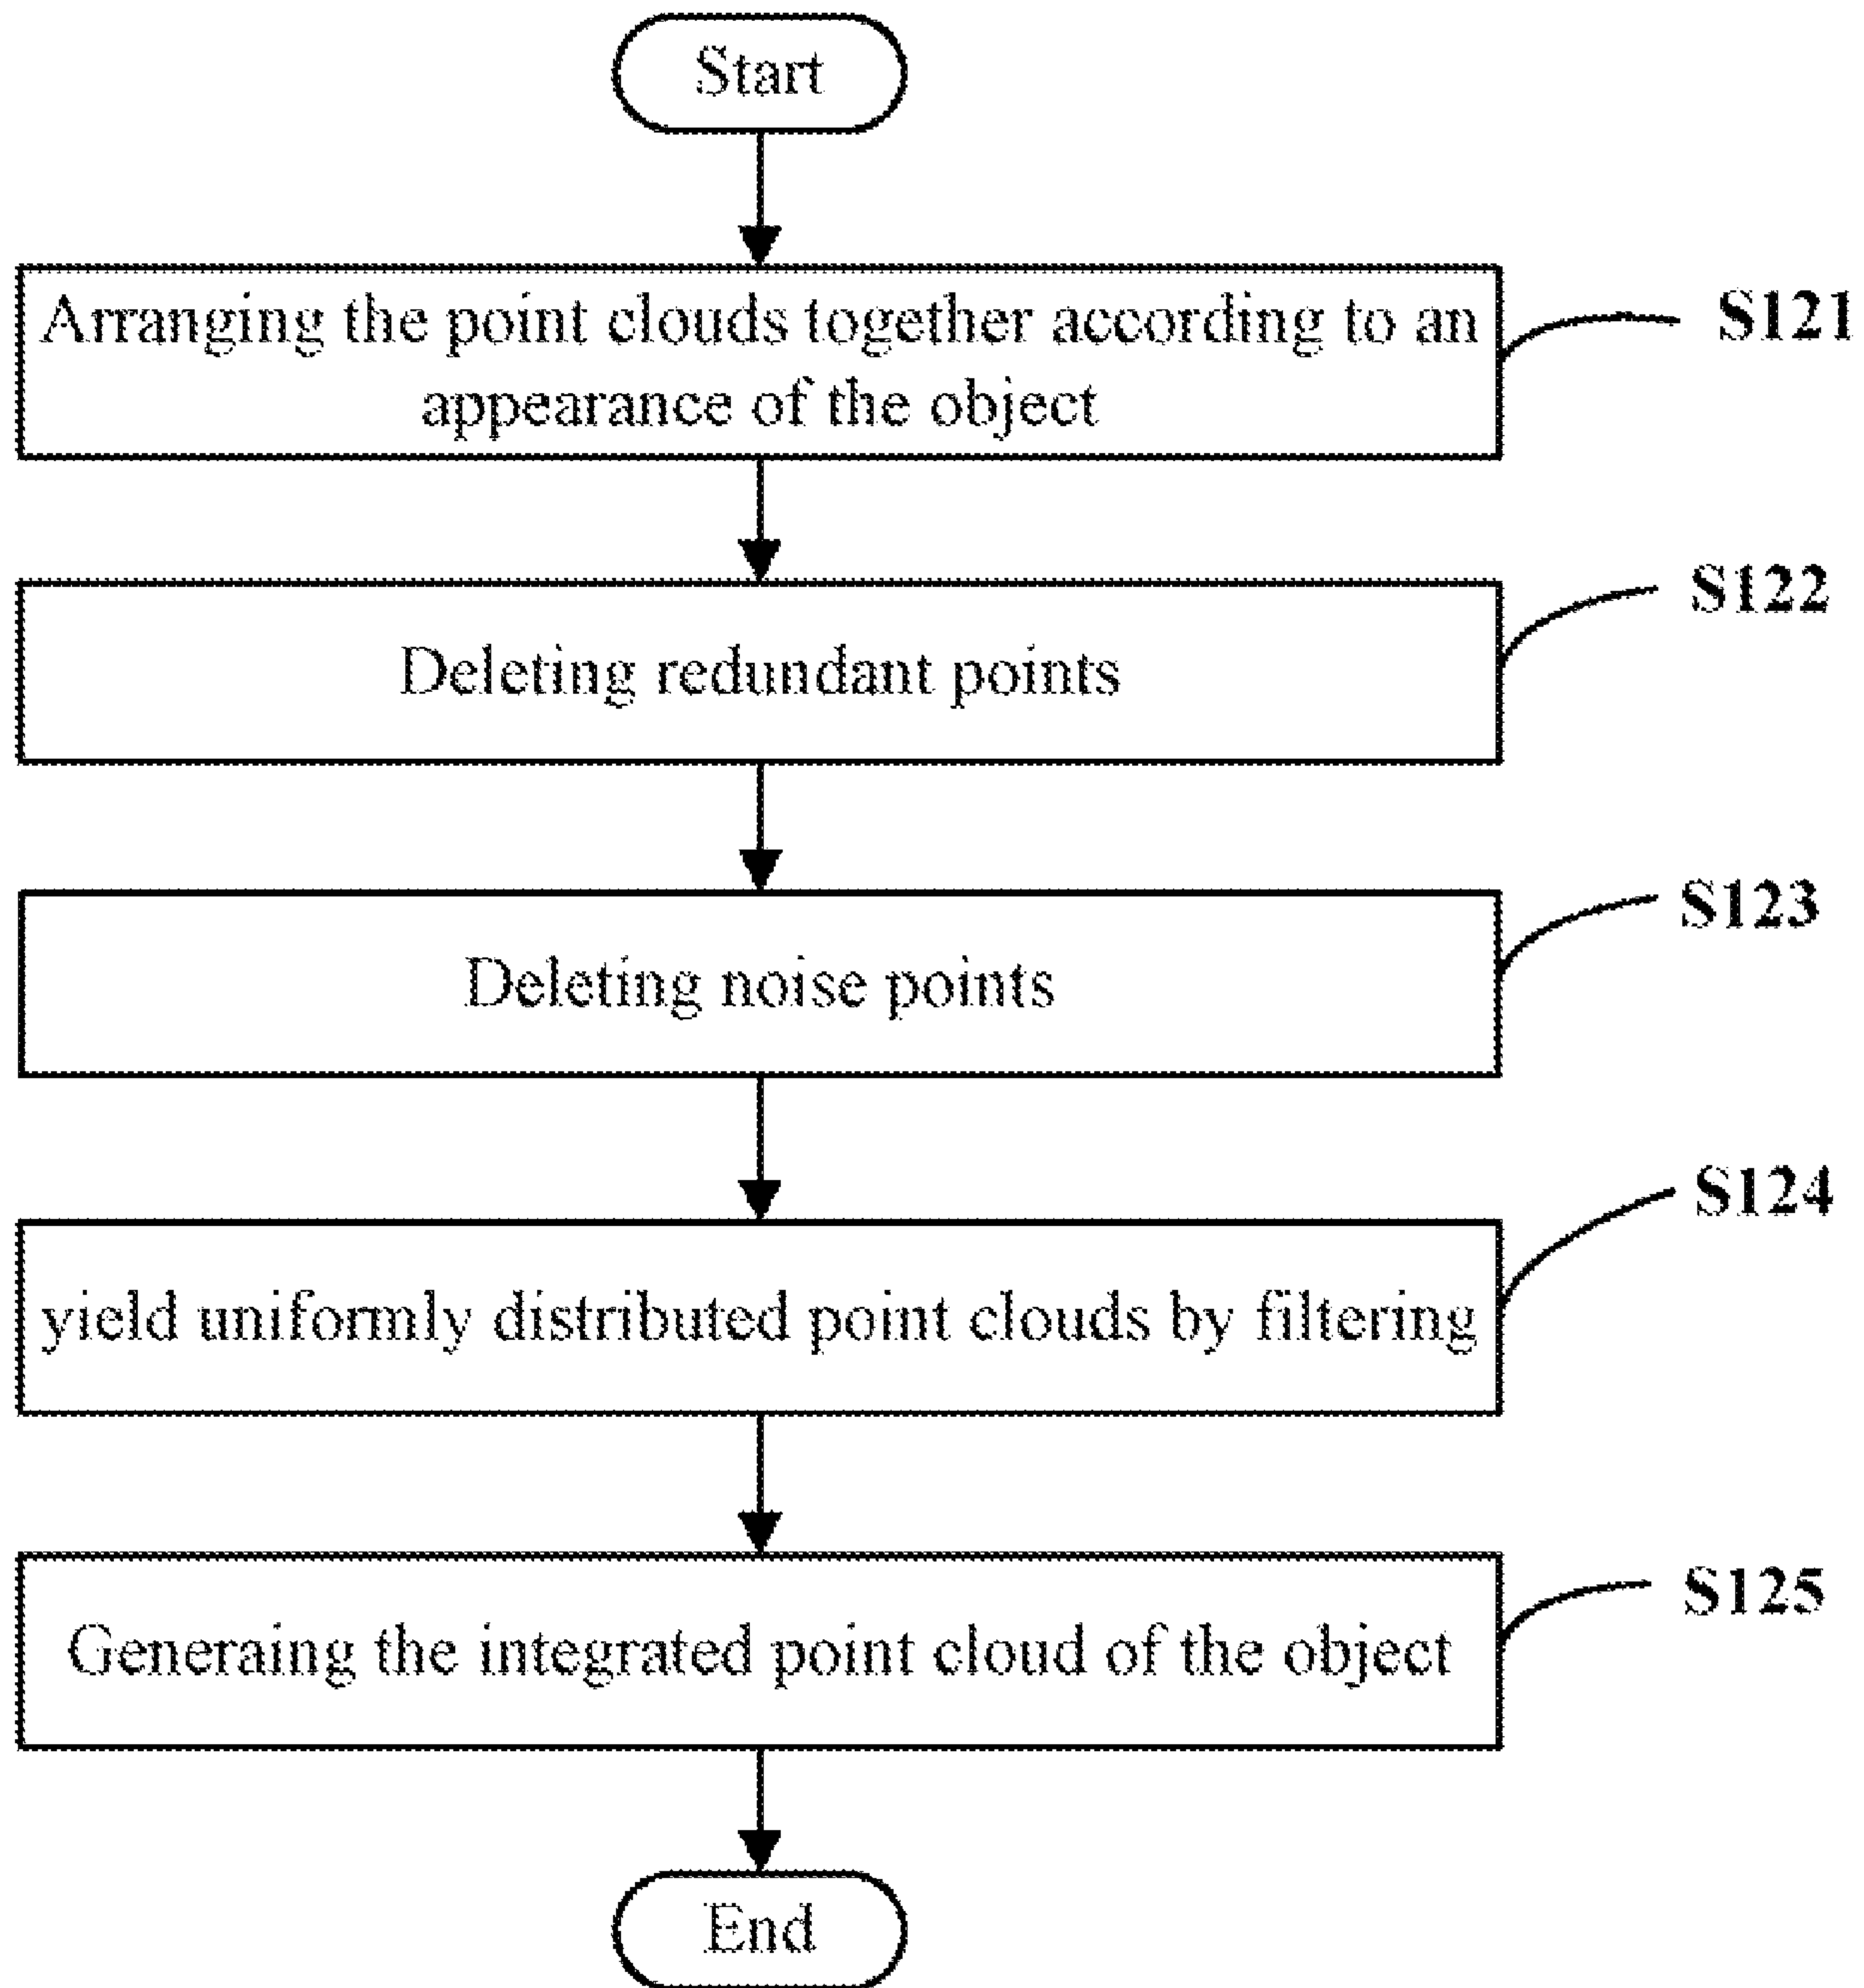 Start
Arranging the point clouds together according to an
appearance of the object
S121
Deleting redundant points
S122
Deleting noise points
S123
yield uniformly distributed point clouds by filtering
S124
Generaing the integrated point cloud of the object
S125
End